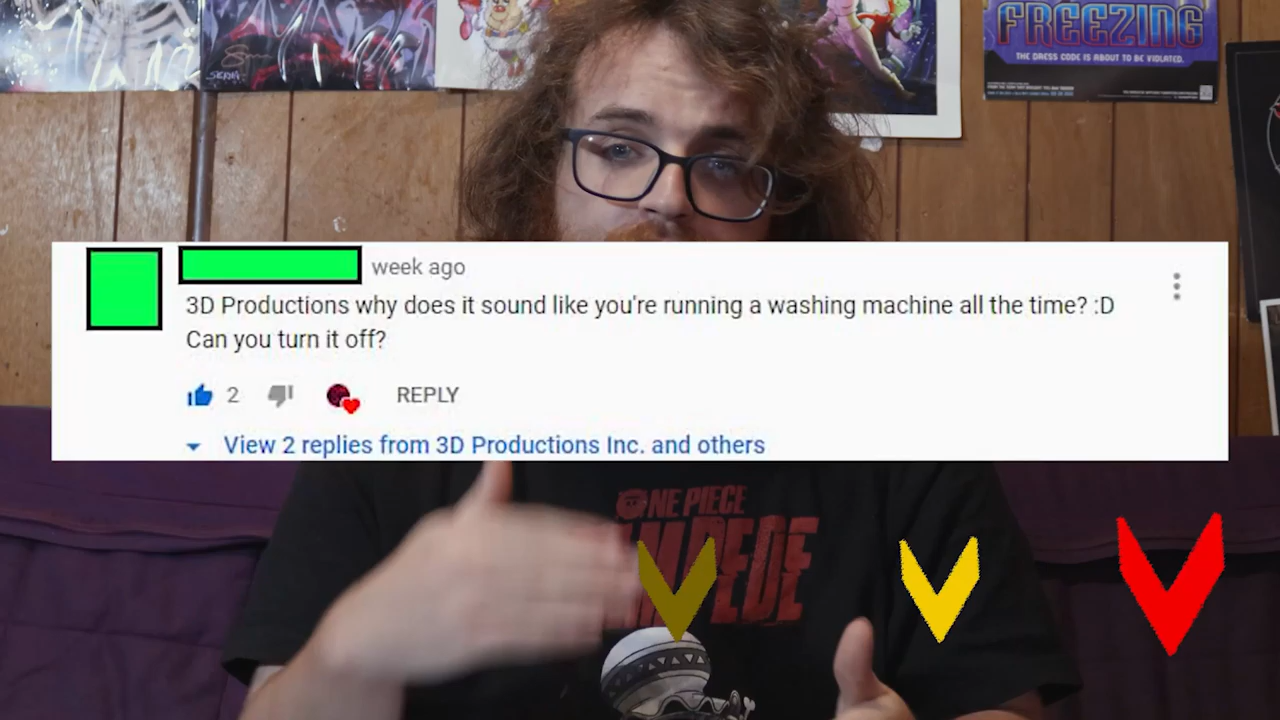 FREEZING
THE DRESS CODE IS ABOUT TO BE VIOLATED.
week ago
3D Productions why does it sound like you're running a washing machine all the time? :D
Can you turn it off?
2
REPLY
View 2 replies from 3D Productions Inc. and others
ONE PIECE
MPEDE